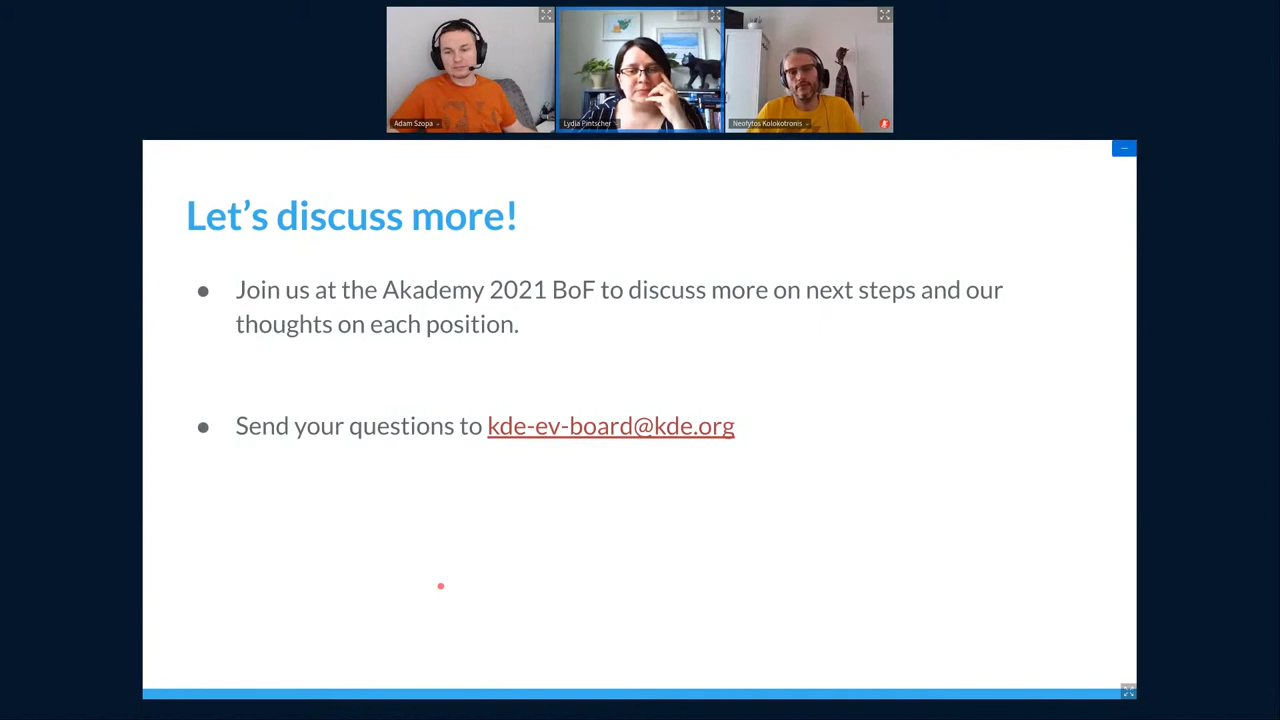 Adam Szopa
Lydia Pintscher
Neofytos Kolokotronis
Let's discuss more!
● Join us at the Akademy 2021 BoF to discuss more on next steps and our
thoughts on each position.
● Send your questions to kde-ev-board@kde.org